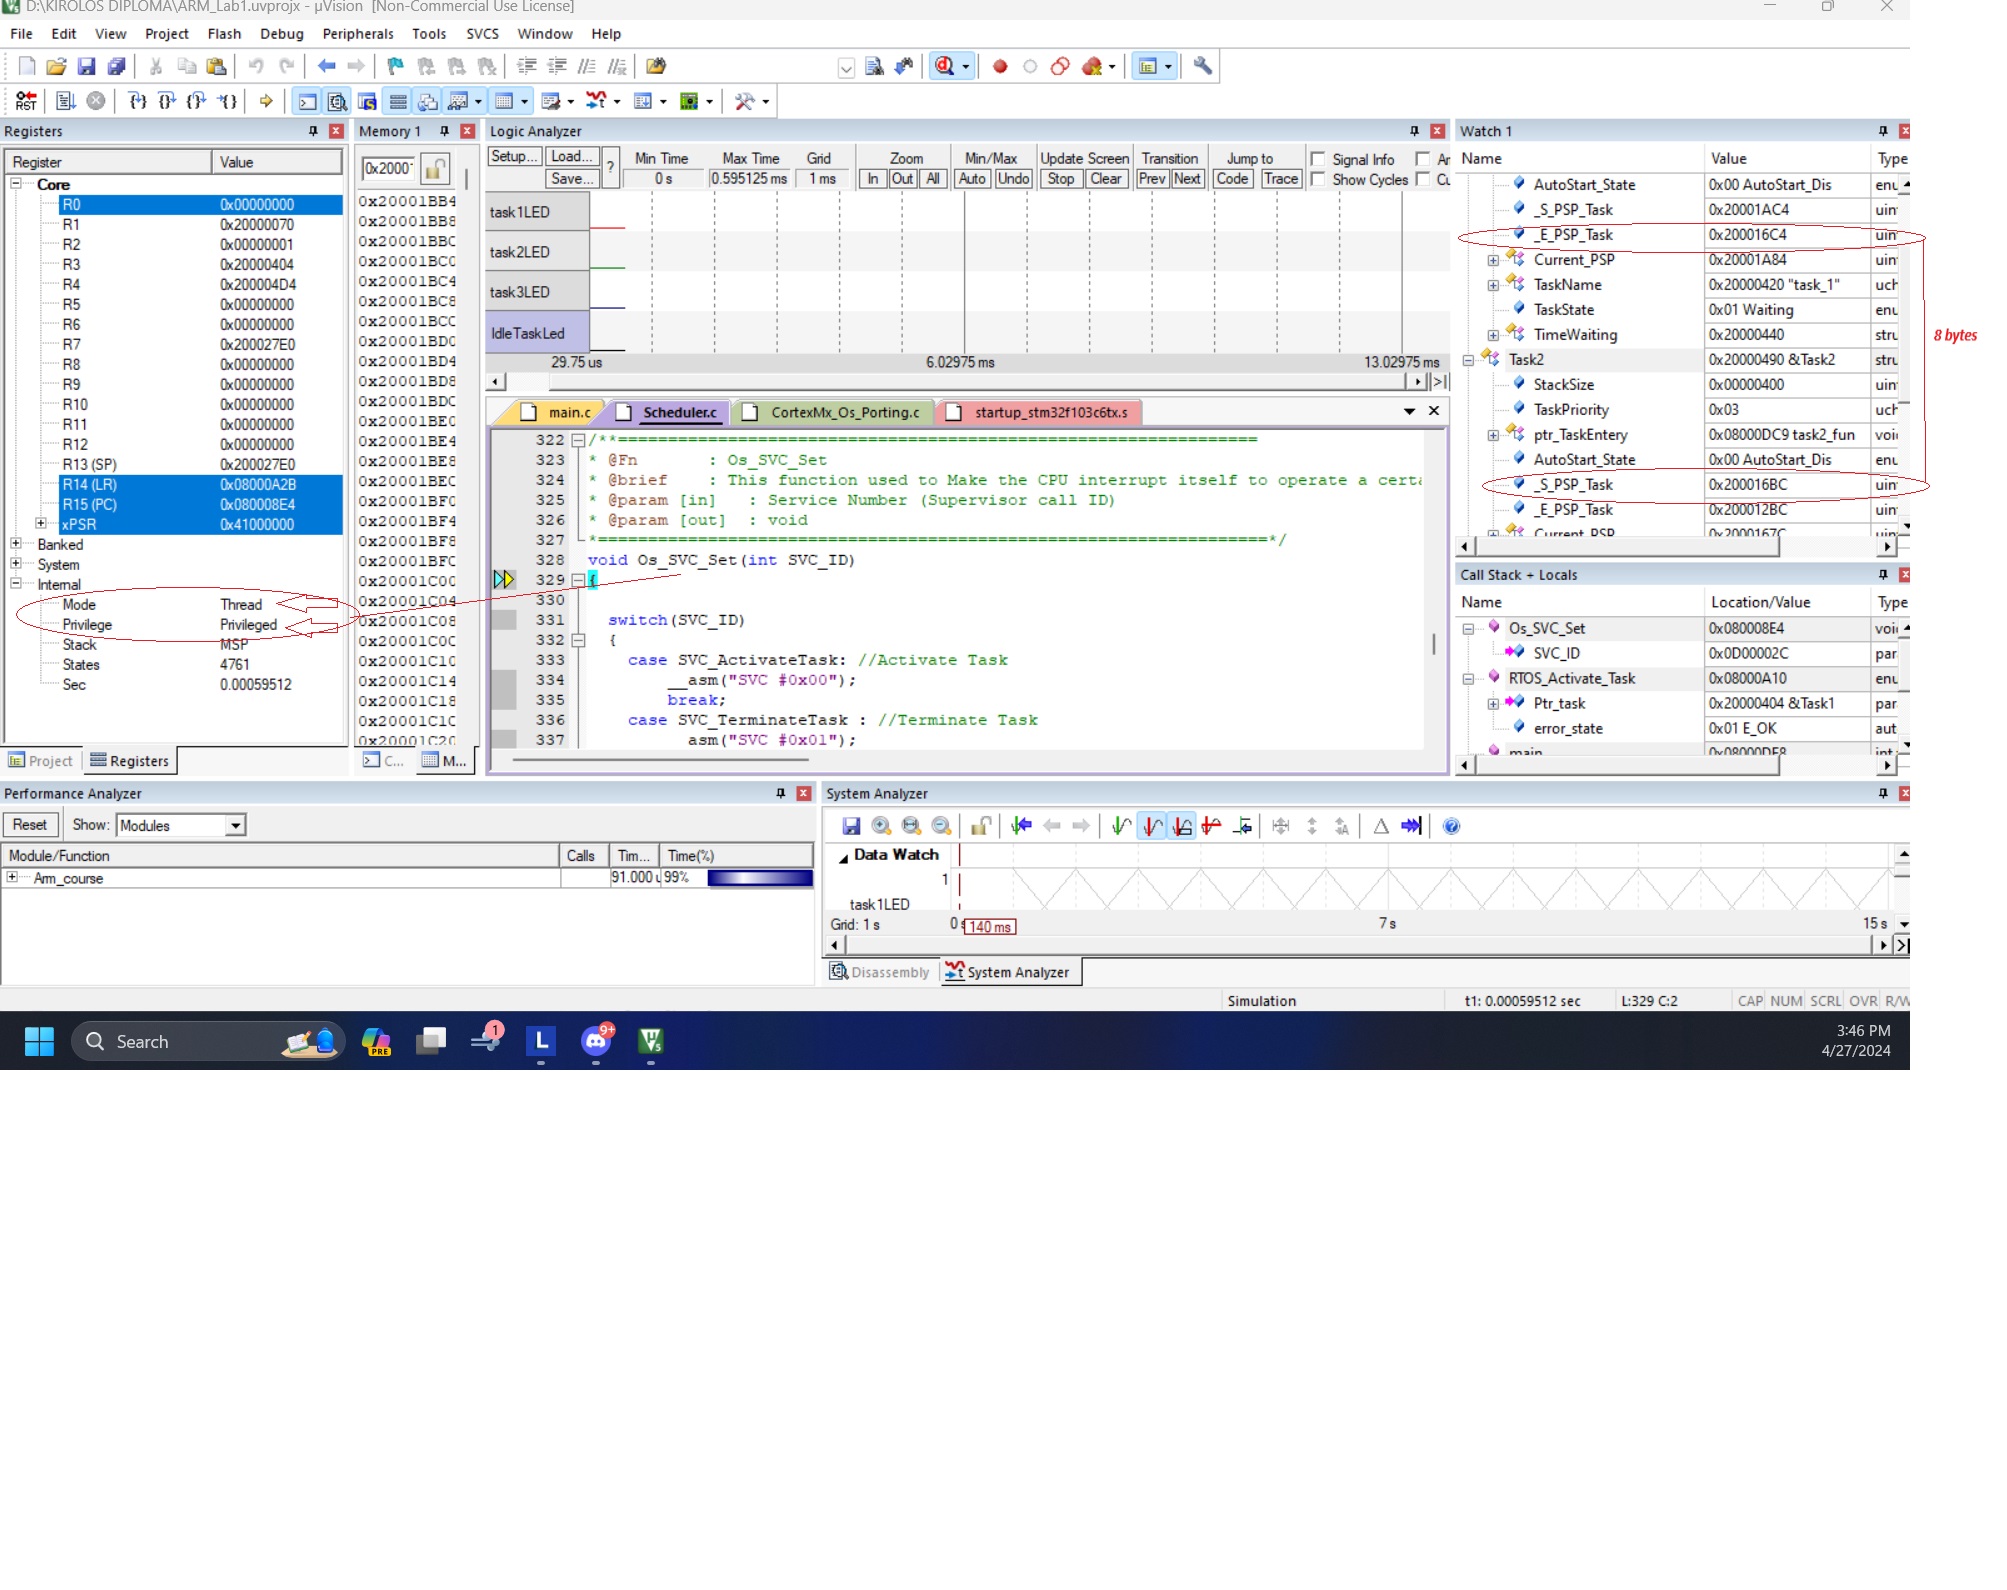 D:\KIROLOS DIPLOMA\ARM_Lab1.uvprojx - µVision [Non-Commercial Use License]
File Edit View Project Flash Debug Peripherals Tools SVCS Window Help
RST
Registers
Register Value
Core
R0 0x00000000
R1 0x20000070
R2 0x00000001
R3 0x20000404
R4 0x200004D4
R5 0x00000000
R6 0x00000000
R7 0x200027E0
R8 0x00000000
R9 0x00000000
R10 0x00000000
R11 0x00000000
R12 0x00000000
R13 (SP) 0x200027E0
R14 (LR) 0x08000A2B
R15 (PC) 0x080008E4
xPSR 0x41000000
Banked
System
Internal
Mode Thread
Privilege Privileged
Stack MSP
States 4761
Sec 0.00059512
Project Registers
Memory 1
0x2000
0x20001BB4
0x20001BB8
0x20001BBC
0x20001BC0
0x20001BC4
0x20001BC8
0x20001BCC
0x20001BD0
0x20001BD4
0x20001BD8
0x20001BDC
0x20001BE0
0x20001BE4
0x20001BE8
0x20001BEC
0x20001BF0
0x20001BF4
0x20001BF8
0x20001BFC
0x20001C00
0x20001C04
0x20001C08
0x20001C0C
0x20001C10
0x20001C14
0x20001C18
0x20001C1C
0x20001C20
C... M...
Logic Analyzer
Setup... Load... ? Min Time Max Time Grid Zoom Min/Max Update Screen Transition Jump to Signal Info
Save... 0 s 0.595125 ms 1 ms In Out All Auto Undo Stop Clear Prev Next Code Trace Show Cycles
task1LED
task2LED
task3LED
IdleTaskLed
29.75 us 6.02975 ms 13.02975 ms
main.c Scheduler.c CortexMx_Os_Porting.c startup_stm32f103c6tx.s
322 /**================================================================
323 * @Fn : Os_SVC_Set
324 * @brief : This function used to Make the CPU interrupt itself to operate a certa
325 * @param [in] : Service Number (Supervisor call ID)
326 * @param [out] : void
327 *===================================================================*/
328 void Os_SVC_Set(int SVC_ID)
329 {
330
331 switch(SVC_ID)
332 {
333 case SVC_ActivateTask: //Activate Task
334 __asm("SVC #0x00");
335 break;
336 case SVC_TerminateTask : //Terminate Task
337 asm("SVC #0x01");
Watch 1
Name Value Type
AutoStart_State 0x00 AutoStart_Dis enu
_S_PSP_Task 0x20001AC4 uin
_E_PSP_Task 0x200016C4 uin
Current_PSP 0x20001A84 uin
TaskName 0x20000420 "task_1" uch
TaskState 0x01 Waiting enu
TimeWaiting 0x20000440 stru
8 bytes
Task2 0x20000490 &Task2 stru
StackSize 0x00000400 uin
TaskPriority 0x03 uch
ptr_TaskEntery 0x08000DC9 task2_fun voi
AutoStart_State 0x00 AutoStart_Dis enu
_S_PSP_Task 0x200016BC uin
_E_PSP_Task 0x200012BC uin
Current_PSP 0x2000167C uin
Call Stack + Locals
Name Location/Value Type
Os_SVC_Set 0x080008E4 voi
SVC_ID 0x0D00002C par
RTOS_Activate_Task 0x08000A10 enu
Ptr_task 0x20000404 &Task1 par
error_state 0x01 E_OK aut
main 0x08000DF8 int
Performance Analyzer
Reset Show: Modules
Module/Function Calls Tim... Time(%)
Arm_course 91.000 99%
System Analyzer
Data Watch
1
task1LED
Grid: 1 s 0 s 140 ms 7 s 15 s
Disassembly System Analyzer
Simulation t1: 0.00059512 sec L:329 C:2 CAP NUM SCRL OVR R/W
Search PRE 1 L 9+
3:46 PM
4/27/2024